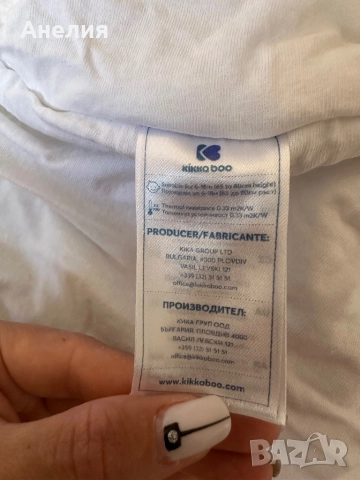 Анелия
kikka boo
Suitable for 6-18m (65 to 80cm height)
Подходящ за 6-18м (65 до 80см ръст)
Thermal resistance 0.33 m2K/W
0.33 m2K/W
PRODUCER/FABRICANTE:
KIKA GROUP LTD
BULGARIA, 4000 PLOVDIV
VASIL LEVSKI 121
+359 (32) 51 51 51
office@kikkaboo.com
ПРОИЗВОДИТЕЛ:
КИКА ГРУП ООД
БЪЛГАРИЯ, ПЛОВДИВ 4000
ВАСИЛ ЛЕВСКИ 121
+359 (32) 51 51 51
office@kikkaboo.com
www.kikkaboo.com
BAZAR